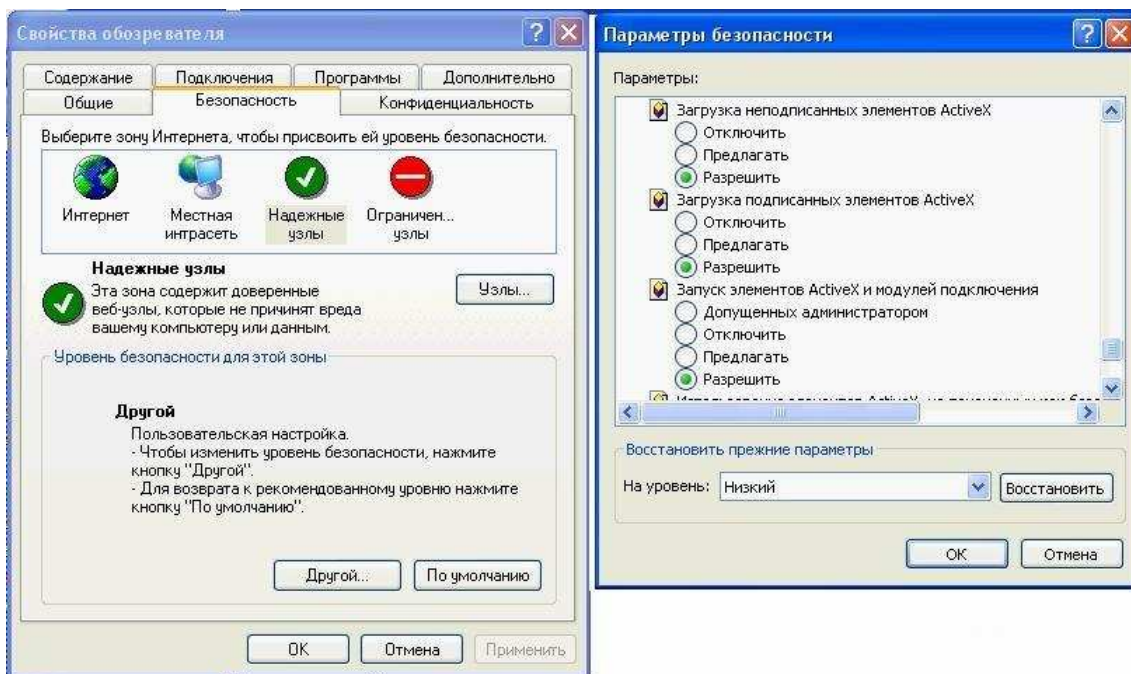 Свойства обозревателя
Содержание Подключения Программы Дополнительно
Общие Безопасность Конфиденциальность
Выберите зону Интернета, чтобы присвоить ей уровень безопасности.
Интернет
Местная
интрасеть
Надежные
узлы
Ограничен...
узлы
Надежные узлы
Эта зона содержит доверенные
веб-узлы, которые не причинят вреда
вашему компьютеру или данным.
Узлы...
Уровень безопасности для этой зоны
Другой
Пользовательская настройка.
- Чтобы изменить уровень безопасности, нажмите
кнопку "Другой".
- Для возврата к рекомендованному уровню нажмите
кнопку "По умолчанию".
Другой... По умолчанию
OK Отмена Применить
Параметры безопасности
Параметры:
Загрузка неподписанных элементов ActiveX
Отключить
Предлагать
Разрешить
Загрузка подписанных элементов ActiveX
Отключить
Предлагать
Разрешить
Запуск элементов ActiveX и модулей подключения
Допущенных администратором
Отключить
Предлагать
Разрешить
Восстановить прежние параметры
На уровень: Низкий Восстановить
OK Отмена